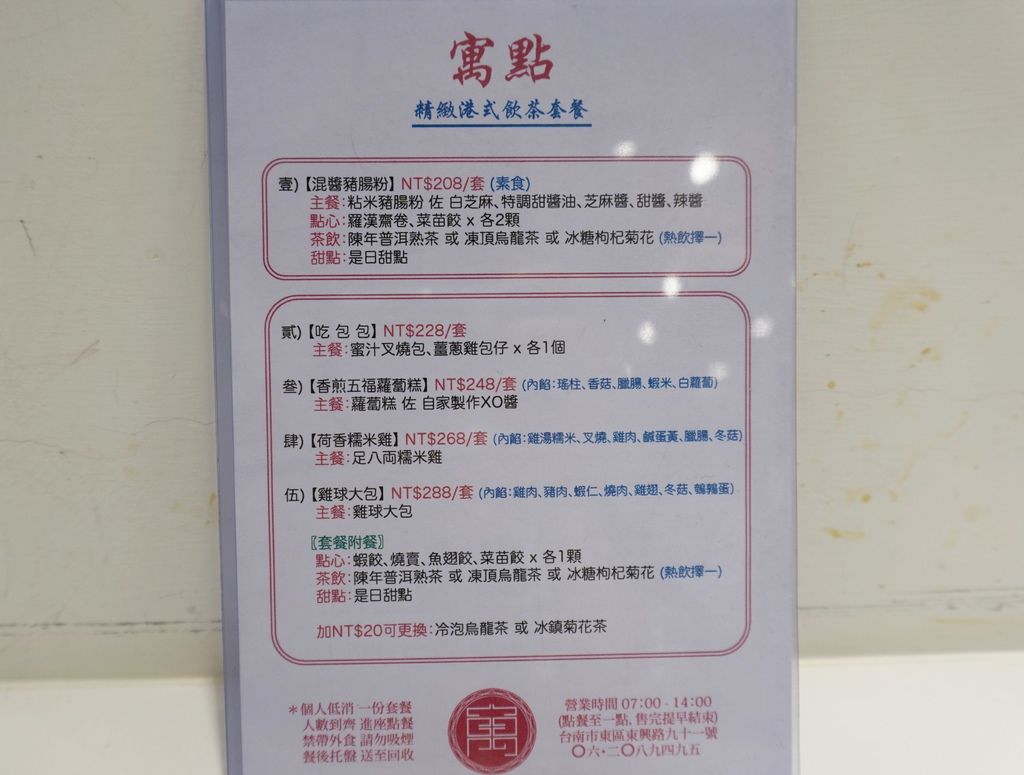 寓點
精緻港式飲茶套餐
壹)【混醬豬腸粉】NT$208/套 (素食)
主餐:粘米豬腸粉 佐 白芝麻、特調甜醬油、芝麻醬、甜醬、辣醬
點心:羅漢齋卷、菜苗餃 x 各2顆
茶飲:陳年普洱熟茶 或 凍頂烏龍茶 或 冰糖枸杞菊花 (熱飲擇一)
甜點:是日甜點
貳)【吃 包 包】NT$228/套
主餐:蜜汁叉燒包、薑蔥雞包仔 x 各1個
叄)【香煎五福蘿蔔糕】NT$248/套 (內餡:瑤柱、香菇、臘腸、蝦米、白蘿蔔)
主餐:蘿蔔糕 佐 自家製作XO醬
肆)【荷香糯米雞】NT$268/套 (內餡:雞湯糯米、叉燒、雞肉、鹹蛋黃、臘腸、冬菇)
主餐:足八両糯米雞
伍)【雞球大包】NT$288/套 (內餡:雞肉、豬肉、蝦仁、燒肉、雞翅、冬菇、鵪鶉蛋)
主餐:雞球大包
〖套餐附餐〗
點心:蝦餃、燒賣、魚翅餃、菜苗餃 x 各1顆
茶飲:陳年普洱熟茶 或 凍頂烏龍茶 或 冰糖枸杞菊花 (熱飲擇一)
甜點:是日甜點
加NT$20可更換:冷泡烏龍茶 或 冰鎮菊花茶
＊個人低消 一份套餐
人數到齊 進座點餐
禁帶外食 請勿吸煙
餐後托盤 送至回收
營業時間 07:00 - 14:00
(點餐至一點, 售完提早結束)
台南市東區東興路九十一號
〇六・二〇八九四九五